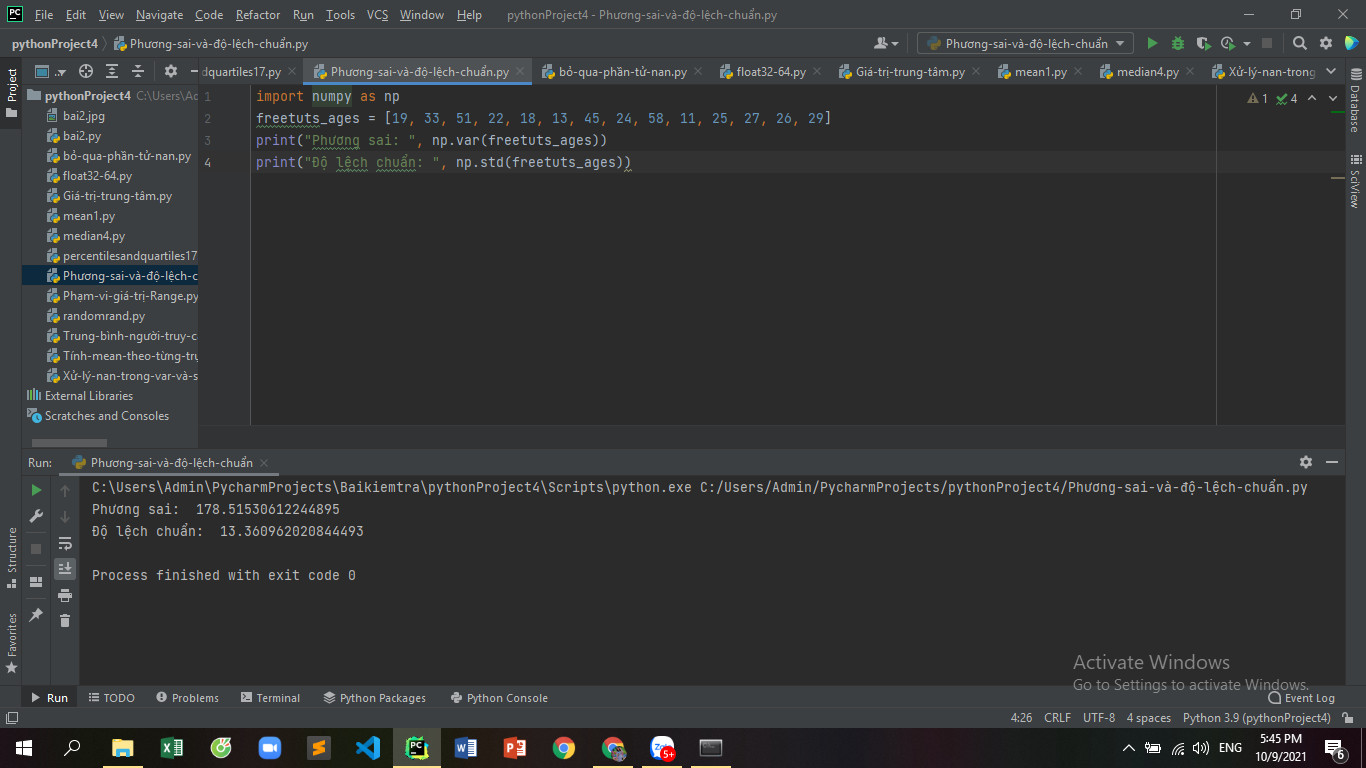 File Edit View Navigate Code Refactor Run Tools VCS Window Help pythonProject4 - Phương-sai-và-độ-lệch-chuẩn.py
pythonProject4 Phương-sai-và-độ-lệch-chuẩn.py Phương-sai-và-độ-lệch-chuẩn
Project
dquartiles17.py Phương-sai-và-độ-lệch-chuẩn.py bỏ-qua-phần-tử-nan.py float32-64.py Giá-trị-trung-tâm.py mean1.py median4.py Xử-lý-nan-trong
pythonProject4 C:\Users\Ad
bai2.jpg
bai2.py
bỏ-qua-phần-tử-nan.py
float32-64.py
Giá-trị-trung-tâm.py
mean1.py
median4.py
percentilesandquartiles17
Phương-sai-và-độ-lệch-c
Phạm-vi-giá-trị-Range.py
randomrand.py
Trung-bình-người-truy-c
Tính-mean-theo-từng-trụ
Xử-lý-nan-trong-var-và-s
External Libraries
Scratches and Consoles
1 import numpy as np
2 freetuts_ages = [19, 33, 51, 22, 18, 13, 45, 24, 58, 11, 25, 27, 26, 29]
3 print("Phương sai: ", np.var(freetuts_ages))
4 print("Độ lệch chuẩn: ", np.std(freetuts_ages))
1 4
Database
SciView
Run: Phương-sai-và-độ-lệch-chuẩn
C:\Users\Admin\PycharmProjects\Baikiemtra\pythonProject4\Scripts\python.exe C:/Users/Admin/PycharmProjects/pythonProject4/Phương-sai-và-độ-lệch-chuẩn.py
Phương sai:  178.51530612244895
Độ lệch chuẩn:  13.360962020844493
Process finished with exit code 0
Structure
Favorites
Activate Windows
Go to Settings to activate Windows.
Run TODO Problems Terminal Python Packages Python Console Event Log
4:26 CRLF UTF-8 4 spaces Python 3.9 (pythonProject4)
5+ ENG 5:45 PM
10/9/2021 6